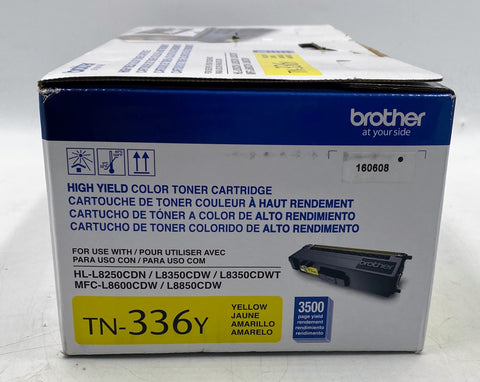 TN-336Y
brother
at your side
160608
HIGH YIELD COLOR TONER CARTRIDGE
CARTOUCHE DE TONER COULEUR À HAUT RENDEMENT
CARTUCHO DE TÓNER A COLOR DE ALTO RENDIMIENTO
CARTUCHO DE TONER COLORIDO DE ALTO RENDIMENTO
FOR USE WITH / POUR UTILISER AVEC
PARA USO CON / PARA USO COM
HL-L8250CDN / L8350CDW / L8350CDWT
MFC-L8600CDW / L8850CDW
TN-336Y
YELLOW
JAUNE
AMARILLO
AMARELO
3500
page yield
rendement
rendimiento
rendimento